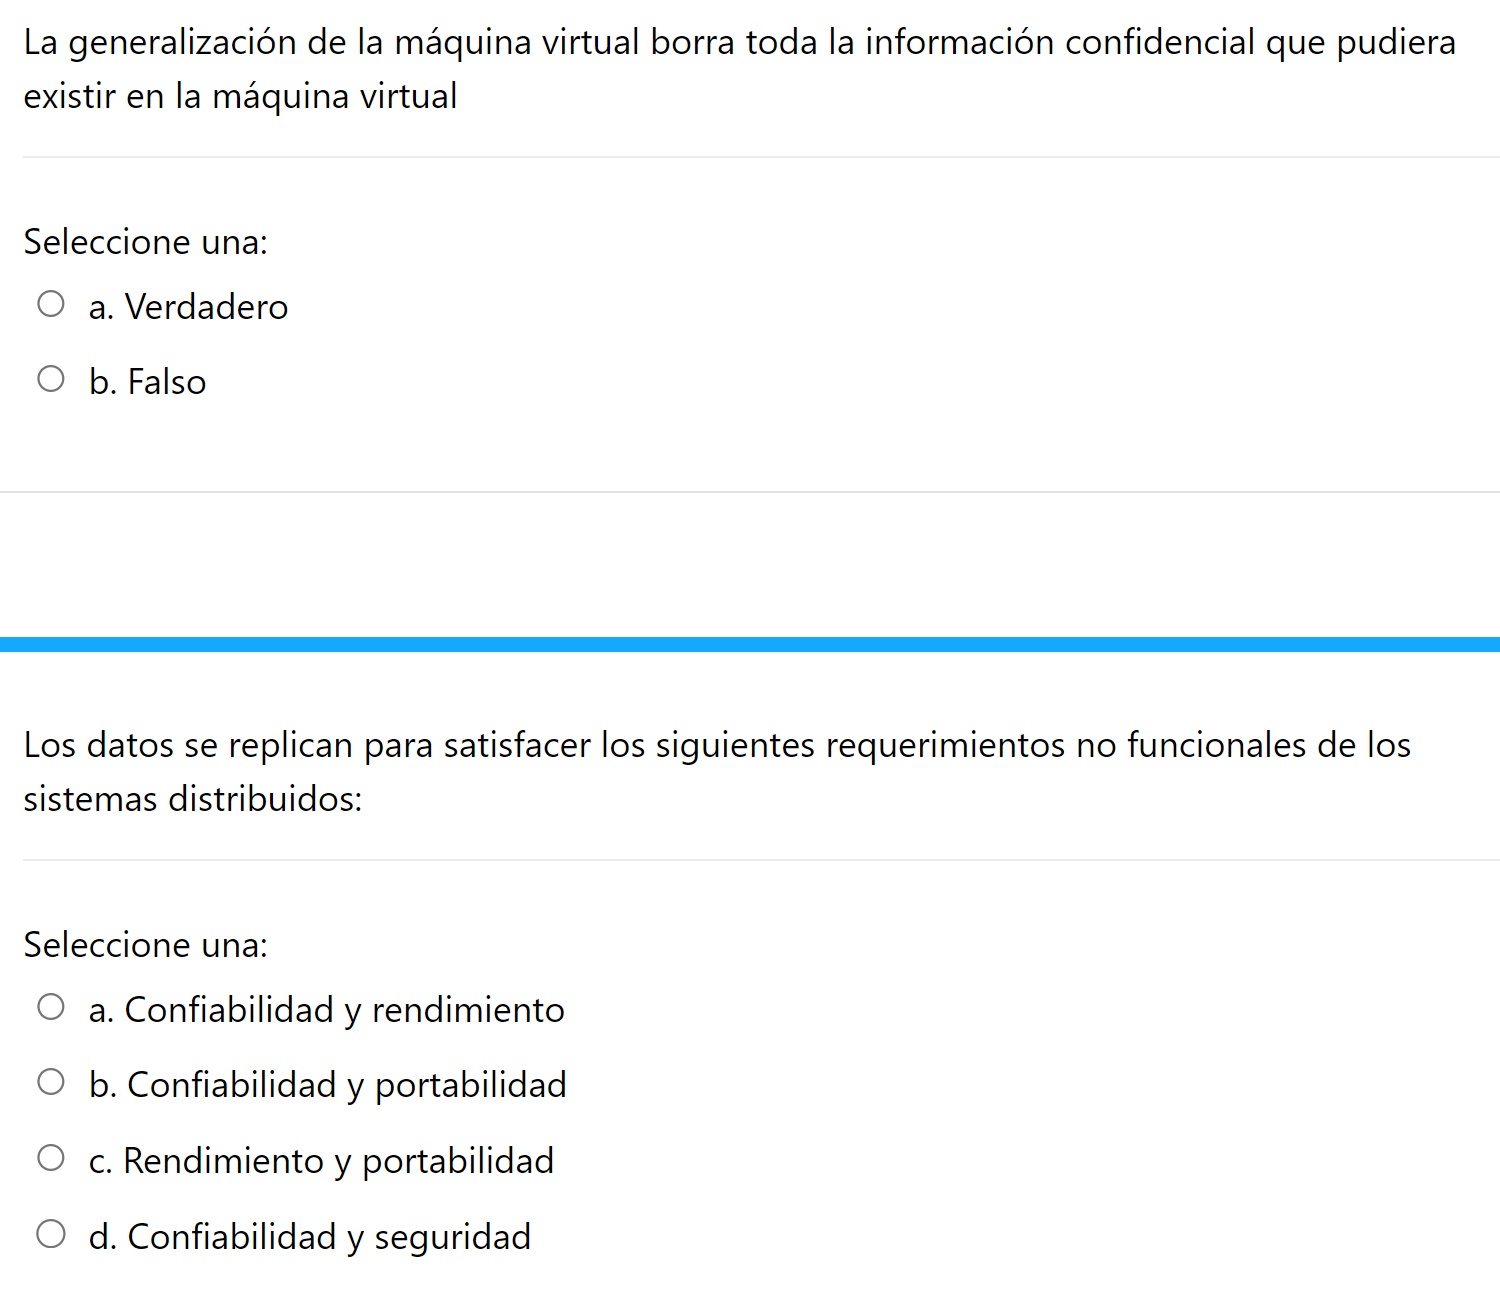 La generalización de la máquina virtual borra toda la información confidencial que pudiera
existir en la máquina virtual
Seleccione una:
a. Verdadero
b. Falso
Los datos se replican para satisfacer los siguientes requerimientos no funcionales de los
sistemas distribuidos:
Seleccione una:
a. Confiabilidad y rendimiento
b. Confiabilidad y portabilidad
c. Rendimiento y portabilidad
d. Confiabilidad y seguridad